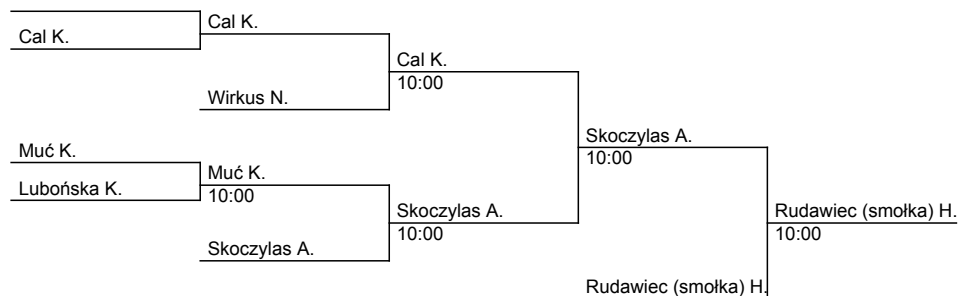 Cal K.
Cal K.
Cal K.
10:00
Wirkus N.
Skoczylas A.
10:00
Muć K.
Muć K.
10:00
Lubońska K.
Skoczylas A.
10:00
Rudawiec (smołka) H.
10:00
Skoczylas A.
Rudawiec (smołka) H.